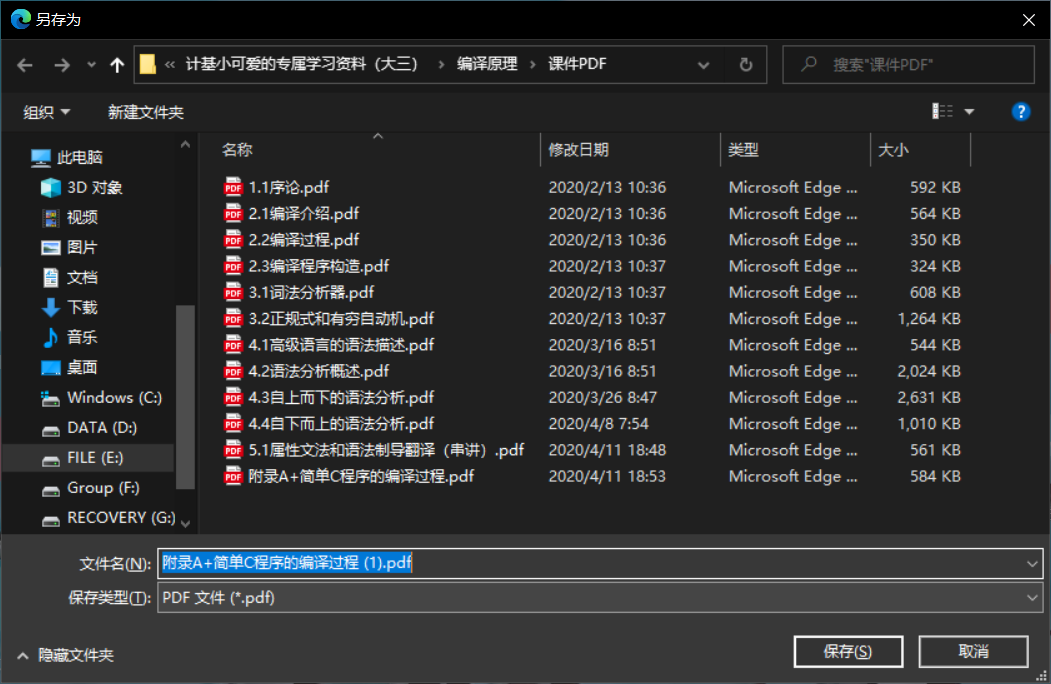 另存为
« 计基小可爱的专属学习资料（大三） › 编译原理 › 课件PDF
搜索"课件PDF"
组织 新建文件夹
此电脑
3D 对象
视频
图片
文档
下载
音乐
桌面
Windows (C:)
DATA (D:)
FILE (E:)
Group (F:)
RECOVERY (G:)
名称 修改日期 类型 大小
PDF 1.1序论.pdf 2020/2/13 10:36 Microsoft Edge ... 592 KB
PDF 2.1编译介绍.pdf 2020/2/13 10:36 Microsoft Edge ... 564 KB
PDF 2.2编译过程.pdf 2020/2/13 10:36 Microsoft Edge ... 350 KB
PDF 2.3编译程序构造.pdf 2020/2/13 10:37 Microsoft Edge ... 324 KB
PDF 3.1词法分析器.pdf 2020/2/13 10:37 Microsoft Edge ... 608 KB
PDF 3.2正规式和有穷自动机.pdf 2020/2/13 10:37 Microsoft Edge ... 1,264 KB
PDF 4.1高级语言的语法描述.pdf 2020/3/16 8:51 Microsoft Edge ... 544 KB
PDF 4.2语法分析概述.pdf 2020/3/16 8:51 Microsoft Edge ... 2,024 KB
PDF 4.3自上而下的语法分析.pdf 2020/3/26 8:47 Microsoft Edge ... 2,631 KB
PDF 4.4自下而上的语法分析.pdf 2020/4/8 7:54 Microsoft Edge ... 1,010 KB
PDF 5.1属性文法和语法制导翻译（串讲）.pdf 2020/4/11 18:48 Microsoft Edge ... 561 KB
PDF 附录A+简单C程序的编译过程.pdf 2020/4/11 18:53 Microsoft Edge ... 584 KB
文件名(N): 附录A+简单C程序的编译过程 (1).pdf
保存类型(T): PDF 文件 (*.pdf)
隐藏文件夹 保存(S) 取消